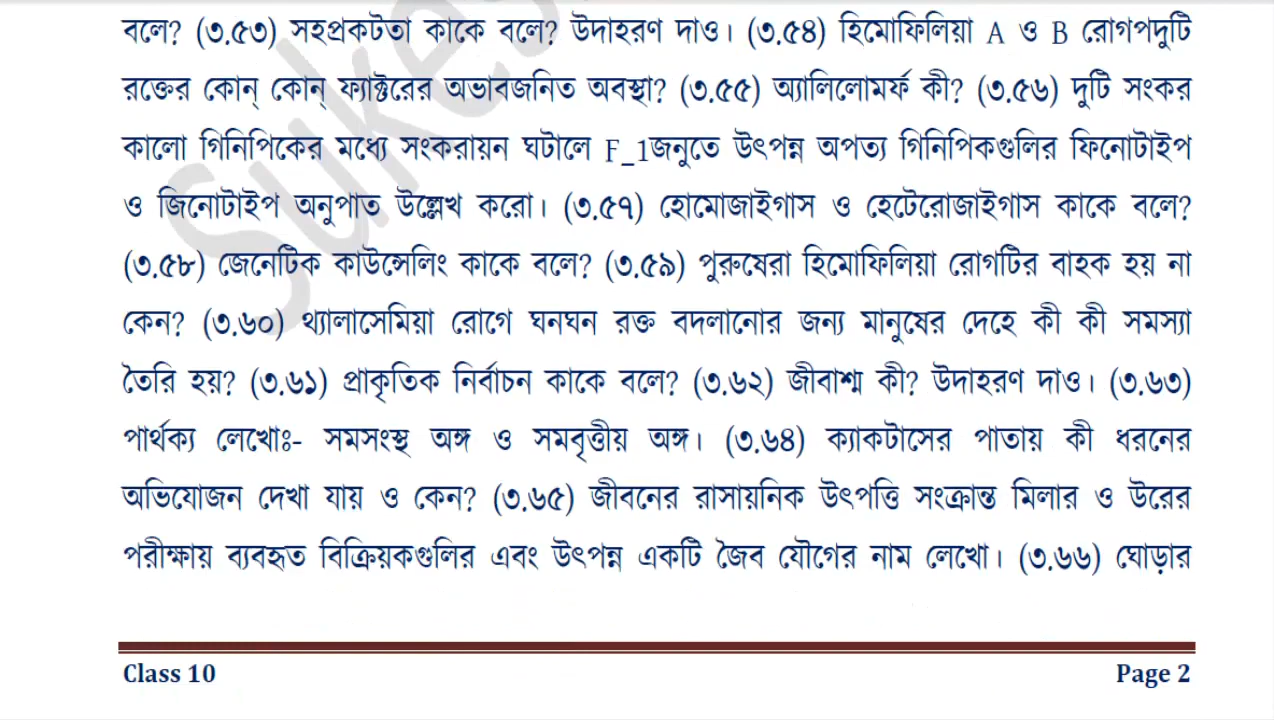 বলে? (৩.৫৩) সহপ্রকটতা কাকে বলে? উদাহরণ দাও। (৩.৫৪) হিমোফিলিয়া A ও B রোগপদুটি
রক্তের কোন্ কোন্ ফ্যাক্টরের অভাবজনিত অবস্থা? (৩.৫৫) অ্যালিলোমর্ফ কী? (৩.৫৬) দুটি সংকর
কালো গিনিপিকের মধ্যে সংকরায়ন ঘটালে F_1জনুতে উৎপন্ন অপত্য গিনিপিকগুলির ফিনোটাইপ
ও জিনোটাইপ অনুপাত উল্লেখ করো। (৩.৫৭) হোমোজাইগাস ও হেটেরোজাইগাস কাকে বলে?
(৩.৫৮) জেনেটিক কাউন্সেলিং কাকে বলে? (৩.৫৯) পুরুষেরা হিমোফিলিয়া রোগটির বাহক হয় না
কেন? (৩.৬০) থ্যালাসেমিয়া রোগে ঘনঘন রক্ত বদলানোর জন্য মানুষের দেহে কী কী সমস্যা
তৈরি হয়? (৩.৬১) প্রাকৃতিক নির্বাচন কাকে বলে? (৩.৬২) জীবাশ্ম কী? উদাহরণ দাও। (৩.৬৩)
পার্থক্য লেখোঃ- সমসংস্থ অঙ্গ ও সমবৃত্তীয় অঙ্গ। (৩.৬৪) ক্যাকটাসের পাতায় কী ধরনের
অভিযোজন দেখা যায় ও কেন? (৩.৬৫) জীবনের রাসায়নিক উৎপত্তি সংক্রান্ত মিলার ও উরের
পরীক্ষায় ব্যবহৃত বিক্রিয়কগুলির এবং উৎপন্ন একটি জৈব যৌগের নাম লেখো। (৩.৬৬) ঘোড়ার
Class 10 Page 2